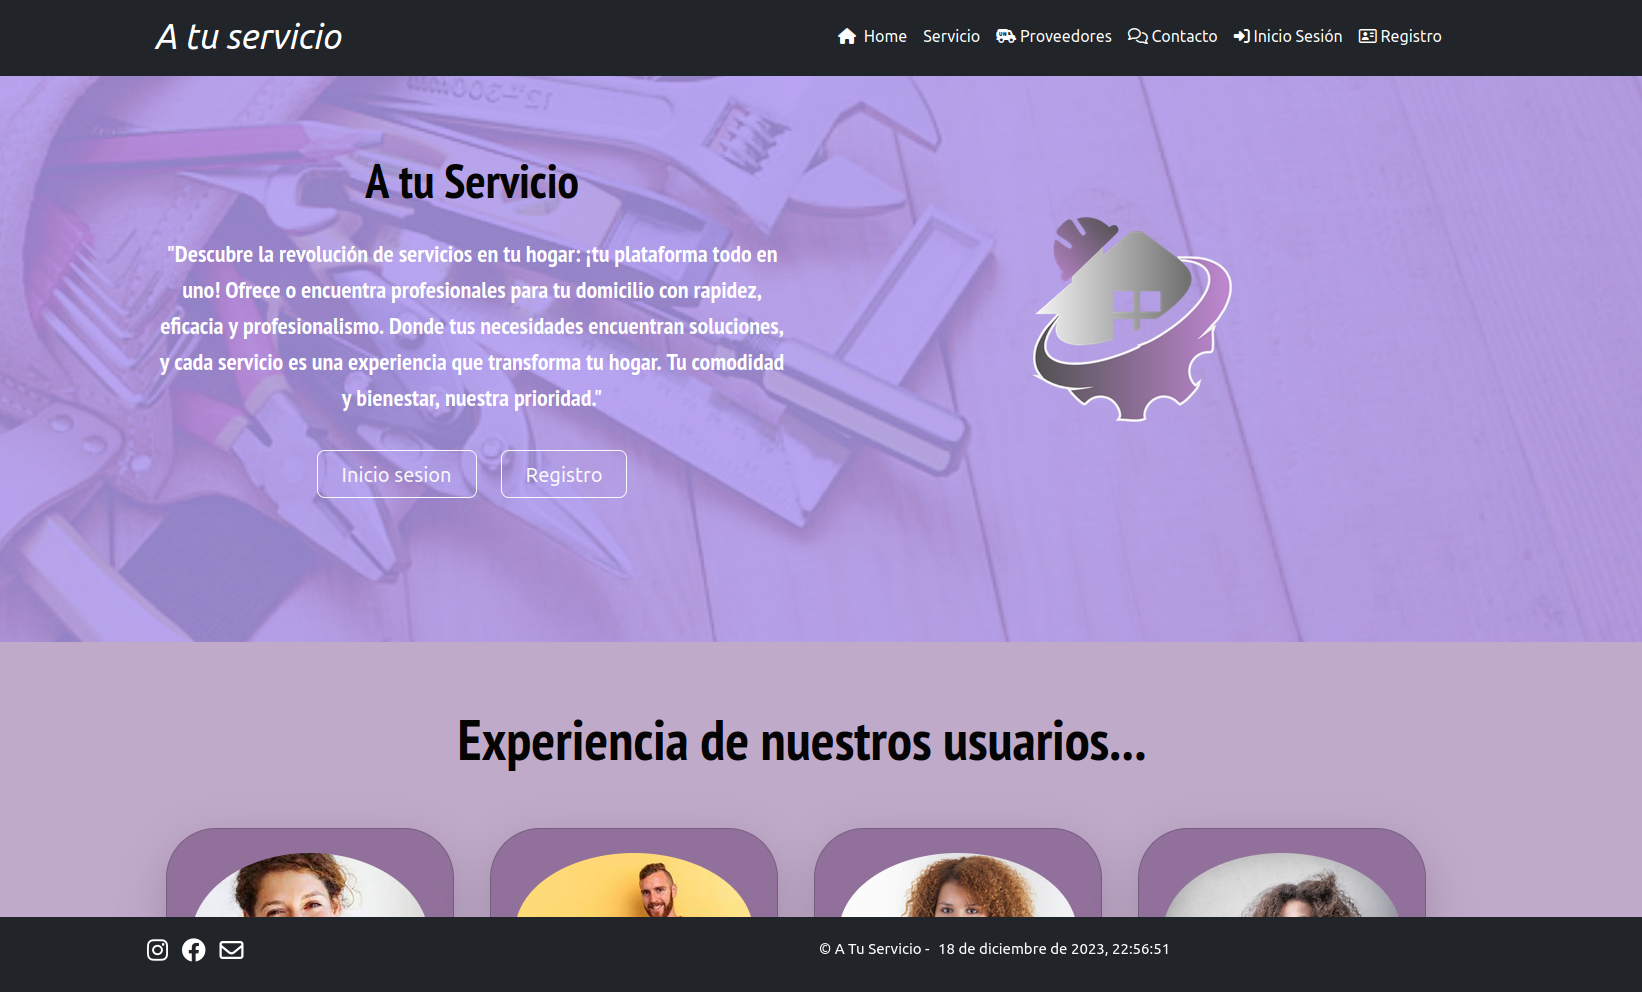 A tu servicio
Home Servicio Proveedores Contacto Inicio Sesión Registro
A tu Servicio
"Descubre la revolución de servicios en tu hogar: ¡tu plataforma todo en
uno! Ofrece o encuentra profesionales para tu domicilio con rapidez,
eficacia y profesionalismo. Donde tus necesidades encuentran soluciones,
y cada servicio es una experiencia que transforma tu hogar. Tu comodidad
y bienestar, nuestra prioridad."
Inicio sesion Registro
Experiencia de nuestros usuarios...
© A Tu Servicio - 18 de diciembre de 2023, 22:56:51